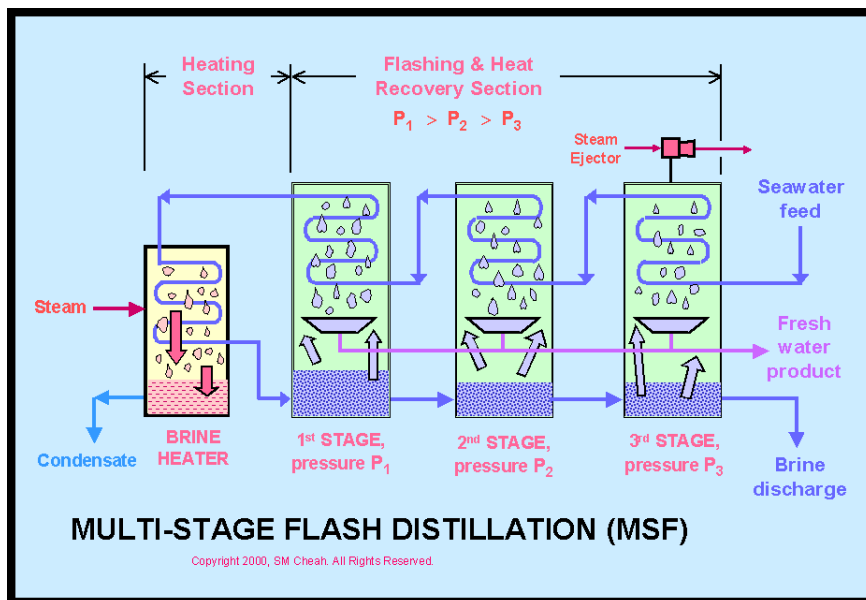 Heating
Section
Flashing & Heat
Recovery Section
P1 > P2 > P3
Steam
Ejector
Seawater
feed
Steam
Fresh
water
product
Condensate
BRINE
HEATER
1st STAGE,
pressure P1
2nd STAGE,
pressure P2
3rd STAGE,
pressure P3
Brine
discharge
MULTI-STAGE FLASH DISTILLATION (MSF)
Copyright 2000, SM Cheah. All Rights Reserved.